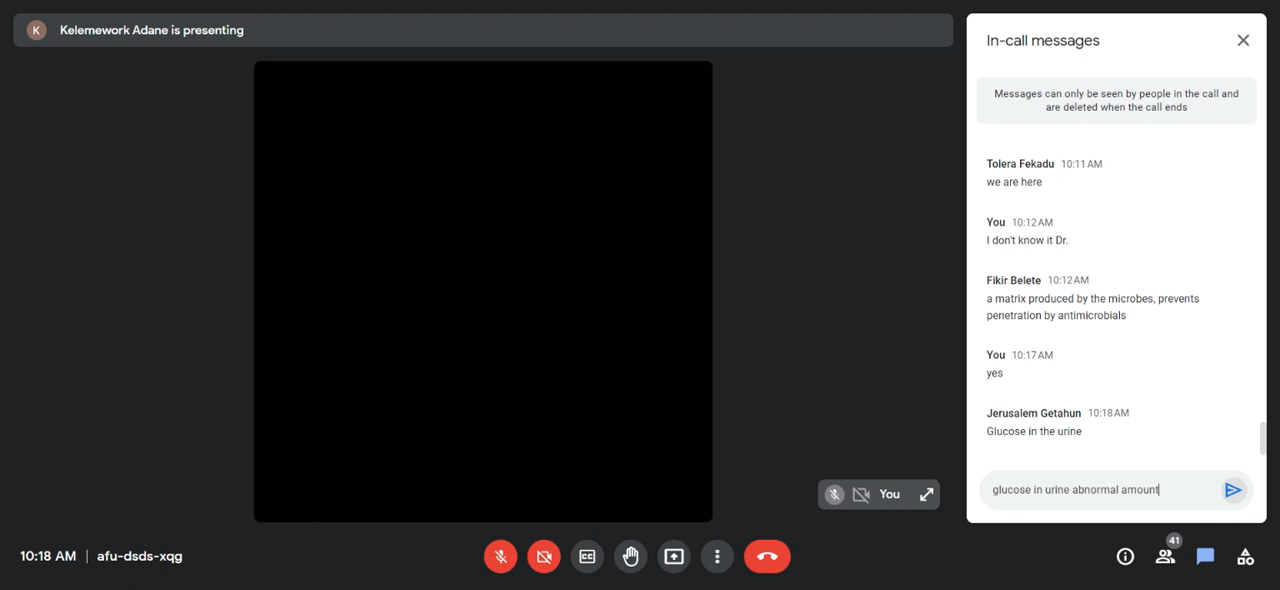 K
Kelemework Adane is presenting
In-call messages
Messages can only be seen by people in the call and
are deleted when the call ends
Tolera Fekadu 10:11 AM
we are here
You 10:12 AM
I don't know it Dr.
Fikir Belete 10:12 AM
a matrix produced by the microbes, prevents
penetration by antimicrobials
You 10:17 AM
yes
Jerusalem Getahun 10:18 AM
Glucose in the urine
glucose in urine abnormal amount
You
10:18 AM | afu-dsds-xqg
CC
41